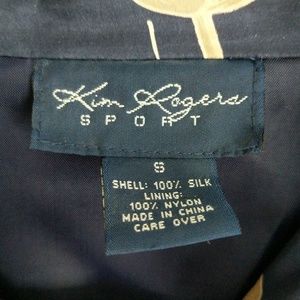 Kim Rogers
SPORT
S
SHELL: 100% SILK
LINING:
100% NYLON
MADE IN CHINA
CARE OVER